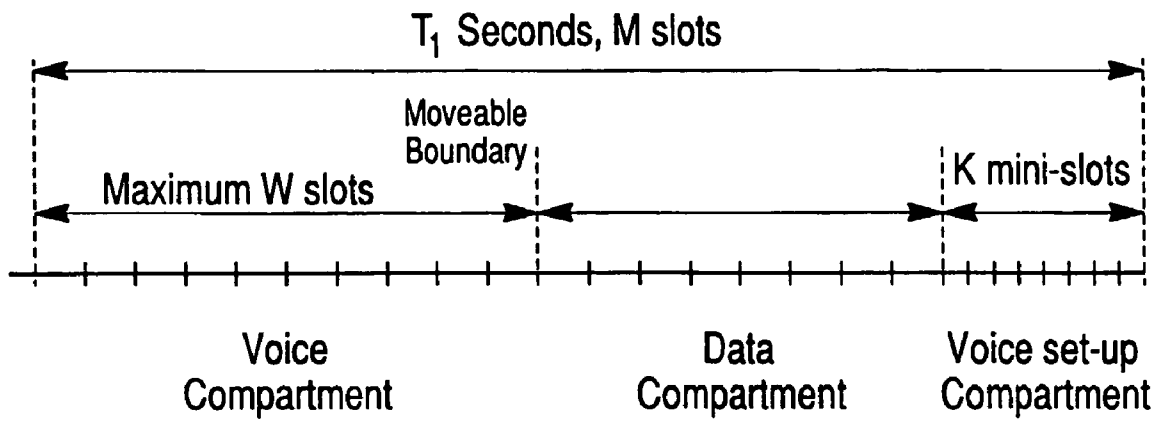 T₁ Seconds, M slots
Moveable
Boundary
Maximum W slots
K mini-slots
Voice
Compartment
Data
Compartment
Voice set-up
Compartment